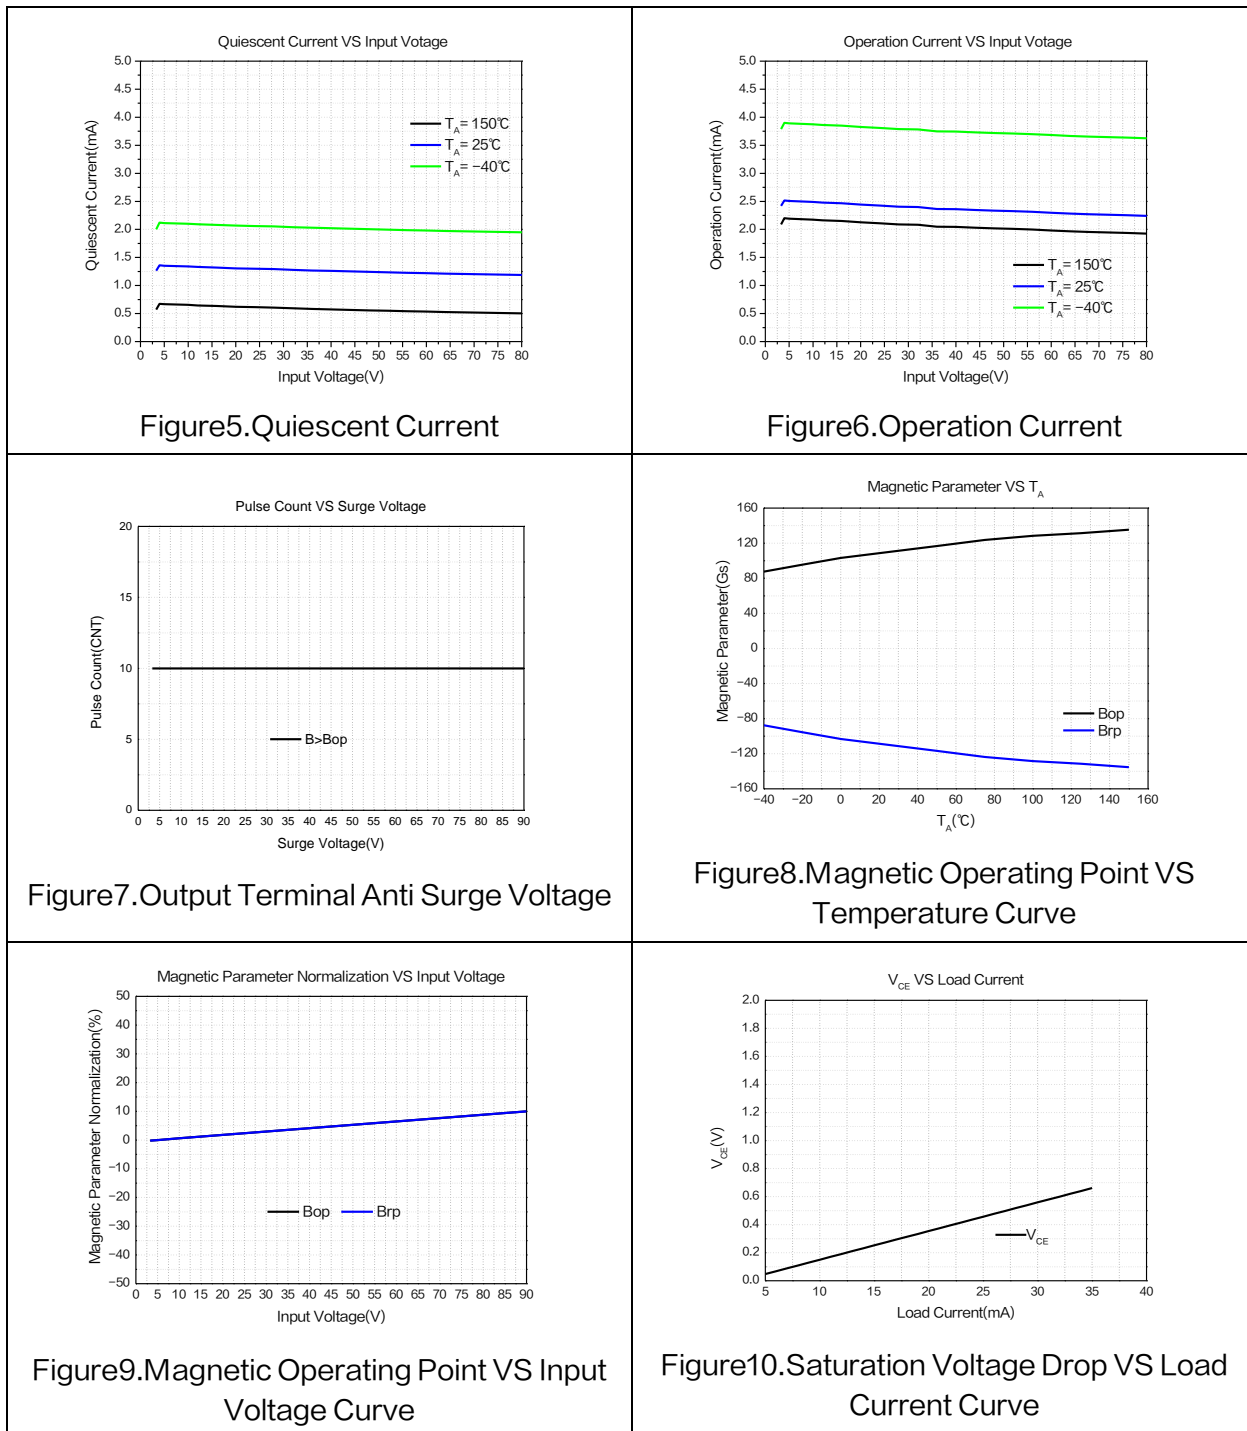 Quiescent Current VS Input Votage
Quiescent Current(mA)
5.0
4.5
4.0
3.5
3.0
2.5
2.0
1.5
1.0
0.5
0.0
T_A= 150℃
T_A= 25℃
T_A= −40℃
0 5 10 15 20 25 30 35 40 45 50 55 60 65 70 75 80
Input Voltage(V)
Figure5.Quiescent Current
Operation Current VS Input Votage
Operation Current(mA)
5.0
4.5
4.0
3.5
3.0
2.5
2.0
1.5
1.0
0.5
0.0
T_A= 150℃
T_A= 25℃
T_A= −40℃
0 5 10 15 20 25 30 35 40 45 50 55 60 65 70 75 80
Input Voltage(V)
Figure6.Operation Current
Pulse Count VS Surge Voltage
Pulse Count(CNT)
20
15
10
5
0
B>Bop
0 5 10 15 20 25 30 35 40 45 50 55 60 65 70 75 80 85 90
Surge Voltage(V)
Figure7.Output Terminal Anti Surge Voltage
Magnetic Parameter VS T_A
Magnetic Parameter(Gs)
160
120
80
40
0
−40
−80
−120
−160
Bop
Brp
−40 −20 0 20 40 60 80 100 120 140 160
T_A(℃)
Figure8.Magnetic Operating Point VS
Temperature Curve
Magnetic Parameter Normalization VS Input Voltage
Magnetic Parameter Normalization(%)
50
40
30
20
10
0
−10
−20
−30
−40
−50
Bop Brp
0 5 10 15 20 25 30 35 40 45 50 55 60 65 70 75 80 85 90
Input Voltage(V)
Figure9.Magnetic Operating Point VS Input
Voltage Curve
V_CE VS Load Current
V_CE(V)
2.0
1.8
1.6
1.4
1.2
1.0
0.8
0.6
0.4
0.2
0.0
V_CE
5 10 15 20 25 30 35 40
Load Current(mA)
Figure10.Saturation Voltage Drop VS Load
Current Curve